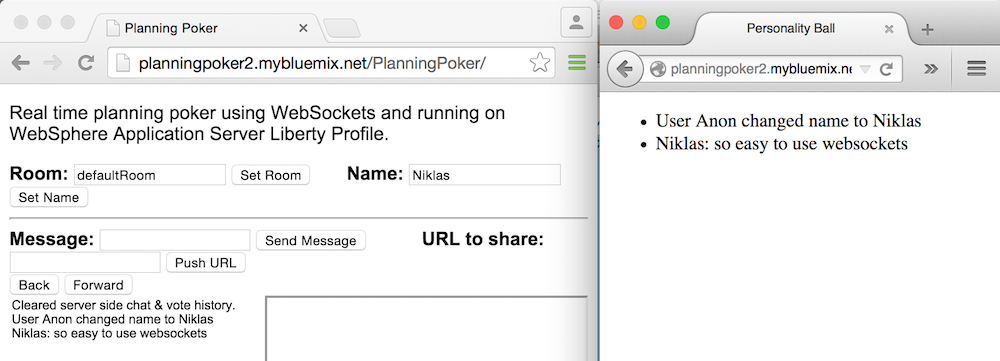 Planning Poker
planningpoker2.mybluemix.net/PlanningPoker/
Real time planning poker using WebSockets and running on
WebSphere Application Server Liberty Profile.
Room: defaultRoom Set Room Name: Niklas
Set Name
Message: Send Message URL to share:
Push URL
Back Forward
Cleared server side chat & vote history.
User Anon changed name to Niklas
Niklas: so easy to use websockets
Personality Ball
planningpoker2.mybluemix.ne
User Anon changed name to Niklas
Niklas: so easy to use websockets